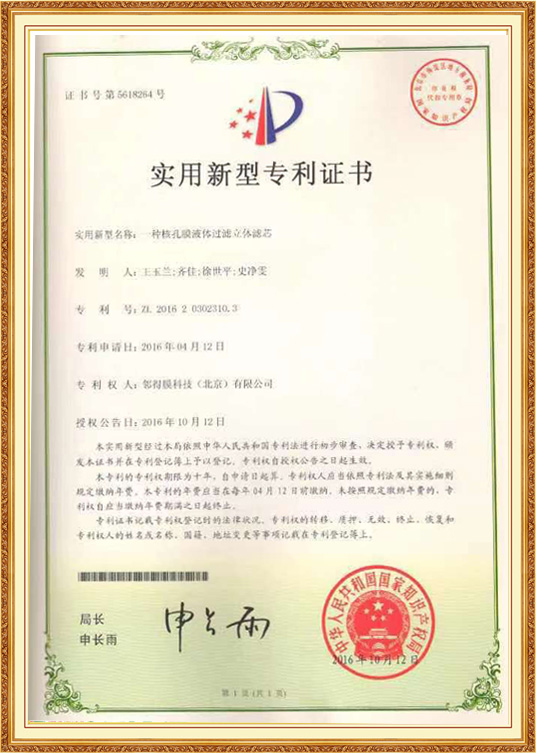 证书号第5618264号
实用新型专利证书
实用新型名称：一种核孔膜液体过滤立体滤芯
发 明 人：王玉兰;齐佳;徐世平;史净雯
专 利 号：ZL 2016 2 0302310.3
专利申请日：2016年04月12日
专 利 权 人：邻得膜科技（北京）有限公司
授权公告日：2016年10月12日
本实用新型经过本局依照中华人民共和国专利法进行初步审查，决定授予专利权，颁
发本证书并在专利登记簿上予以登记。专利权自授权公告之日起生效。
本专利的专利权期限为十年，自申请日起算。专利权人应当依照专利法及其实施细则
规定缴纳年费。本专利的年费应当在每年04月12日前缴纳。未按照规定缴纳年费的，专
利权自应当缴纳年费期满之日起终止。
专利证书记载专利权登记时的法律状况。专利权的转移、质押、无效、终止、恢复和
专利权人的姓名或名称、国籍、地址变更等事项记载在专利登记簿上。
局长
申长雨
申长雨
中华人民共和国国家知识产权局
2016年10月12日
第1页(共1页)